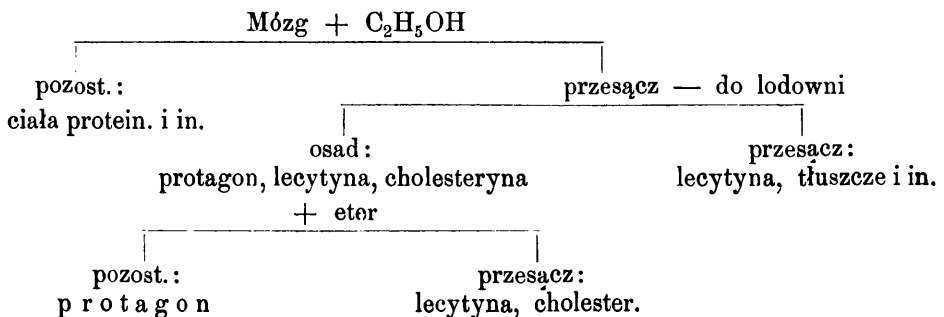 Mózg + C₂H₅OH
pozost.:
ciała protein. i in.
przesącz — do lodowni
osad:
protagon, lecytyna, cholesteryna
+ eter
przesącz:
lecytyna, tłuszcze i in.
pozost.:
protagon
przesącz:
lecytyna, cholester.